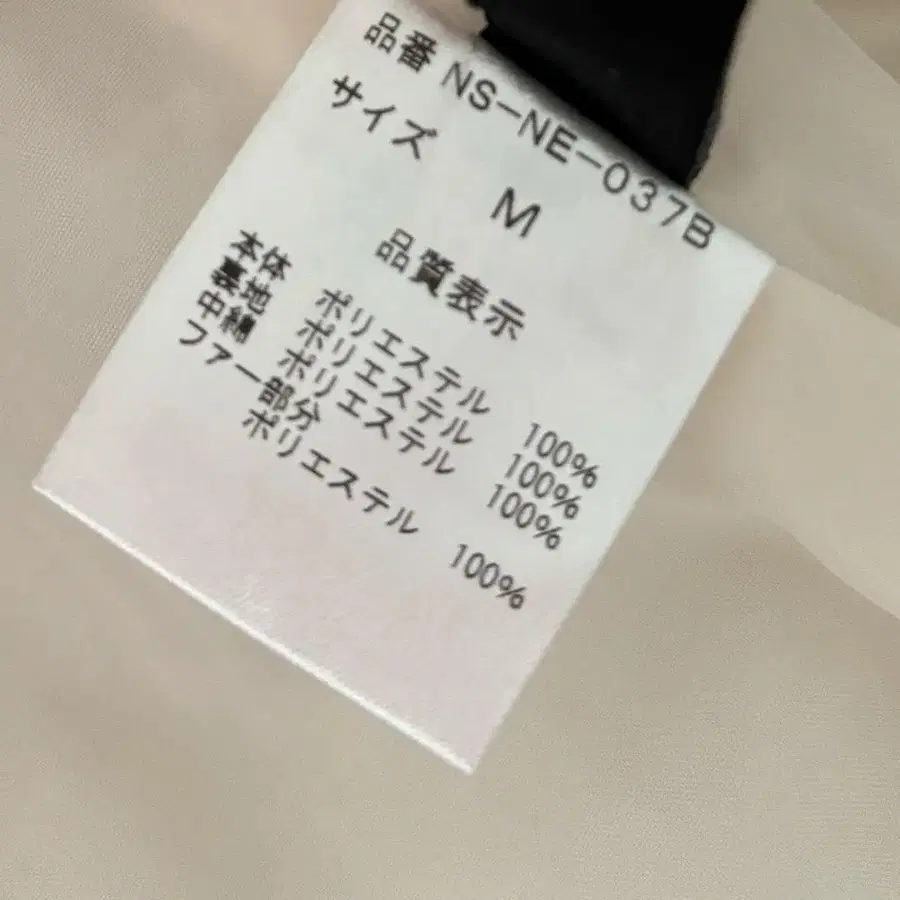 品番 NS-NE-037B
サイズ
M
品質表示
本体 ポリエステル 100%
裏地 ポリエステル 100%
中綿 ポリエステル 100%
ファー部分
ポリエステル 100%